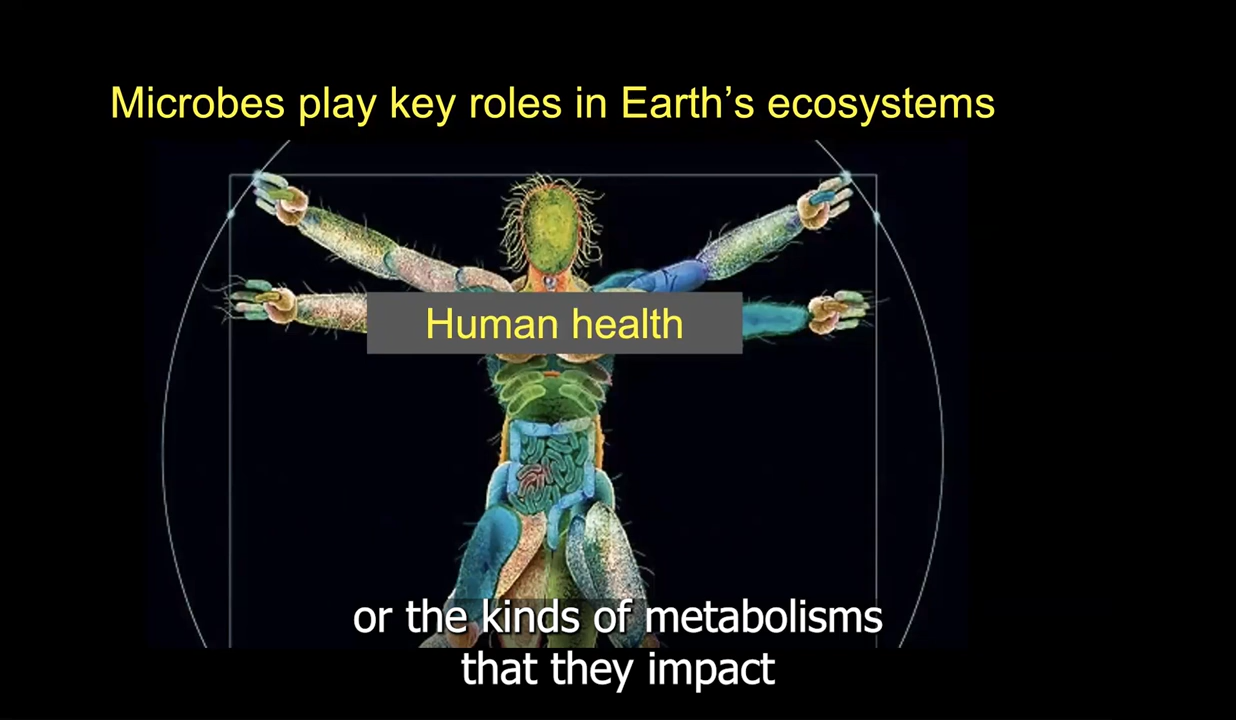 Microbes play key roles in Earth’s ecosystems
Human health
or the kinds of metabolisms
that they impact